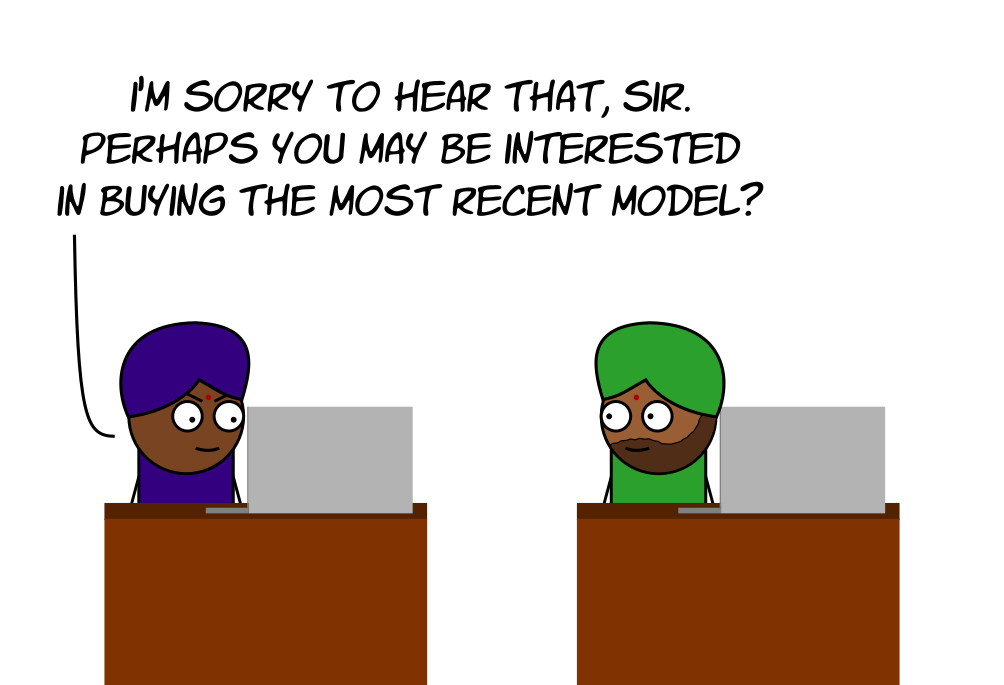 I'M SORRY TO HEAR THAT, SIR.
PERHAPS YOU MAY BE INTERESTED
IN BUYING THE MOST RECENT MODEL?